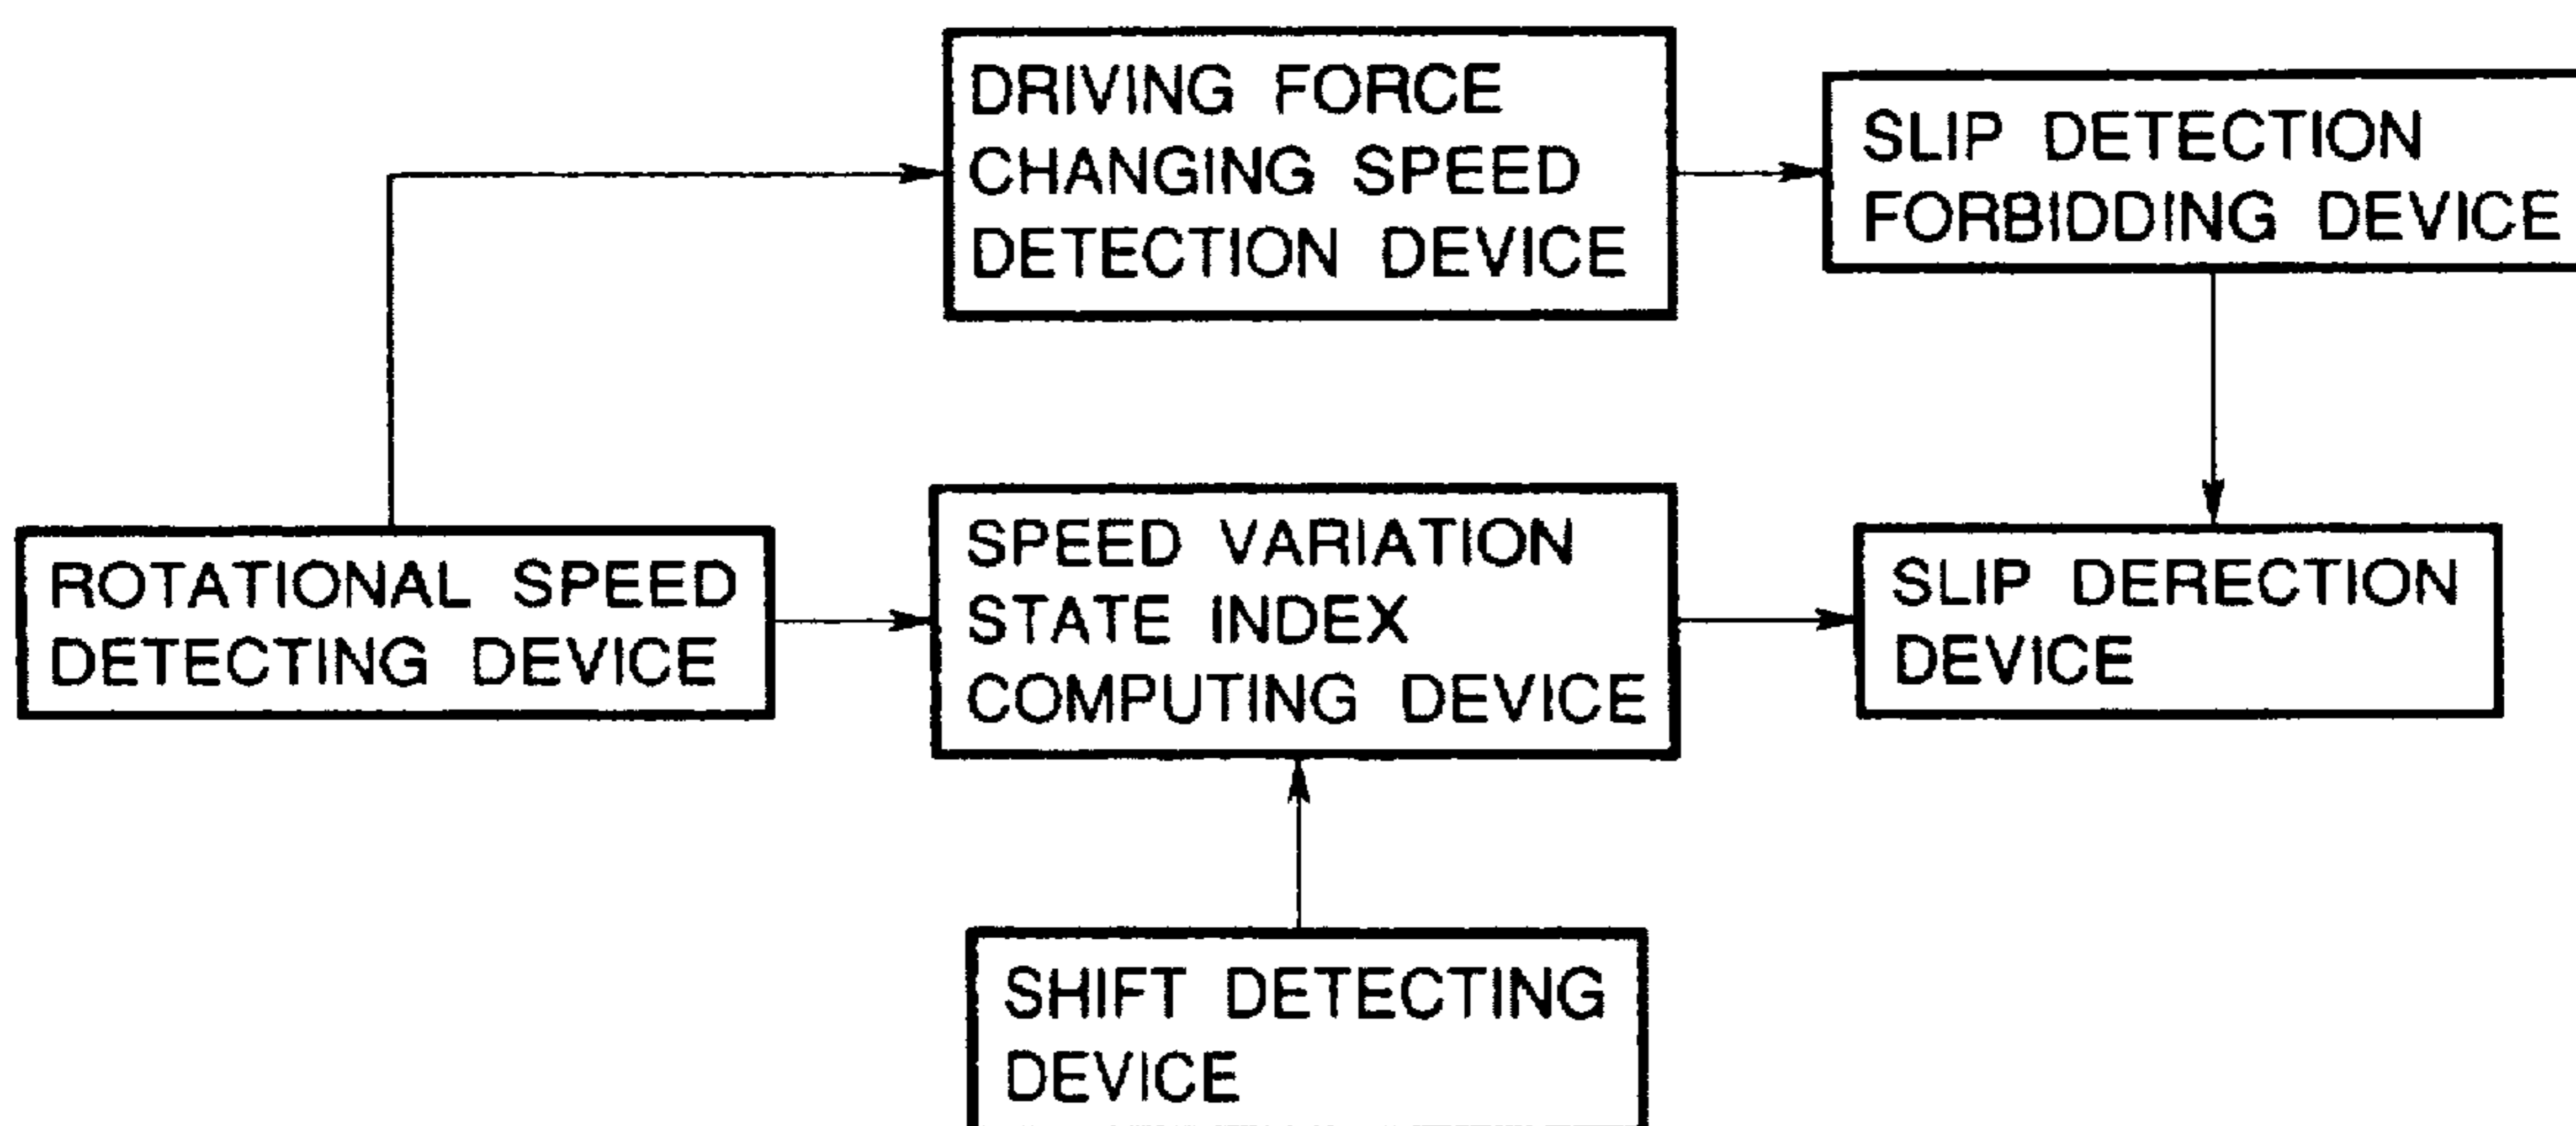 DRIVING FORCE
CHANGING SPEED
DETECTION DEVICE
SLIP DETECTION
FORBIDDING DEVICE
ROTATIONAL SPEED
DETECTING DEVICE
SPEED VARIATION
STATE INDEX
COMPUTING DEVICE
SLIP DERECTION
DEVICE
SHIFT DETECTING
DEVICE